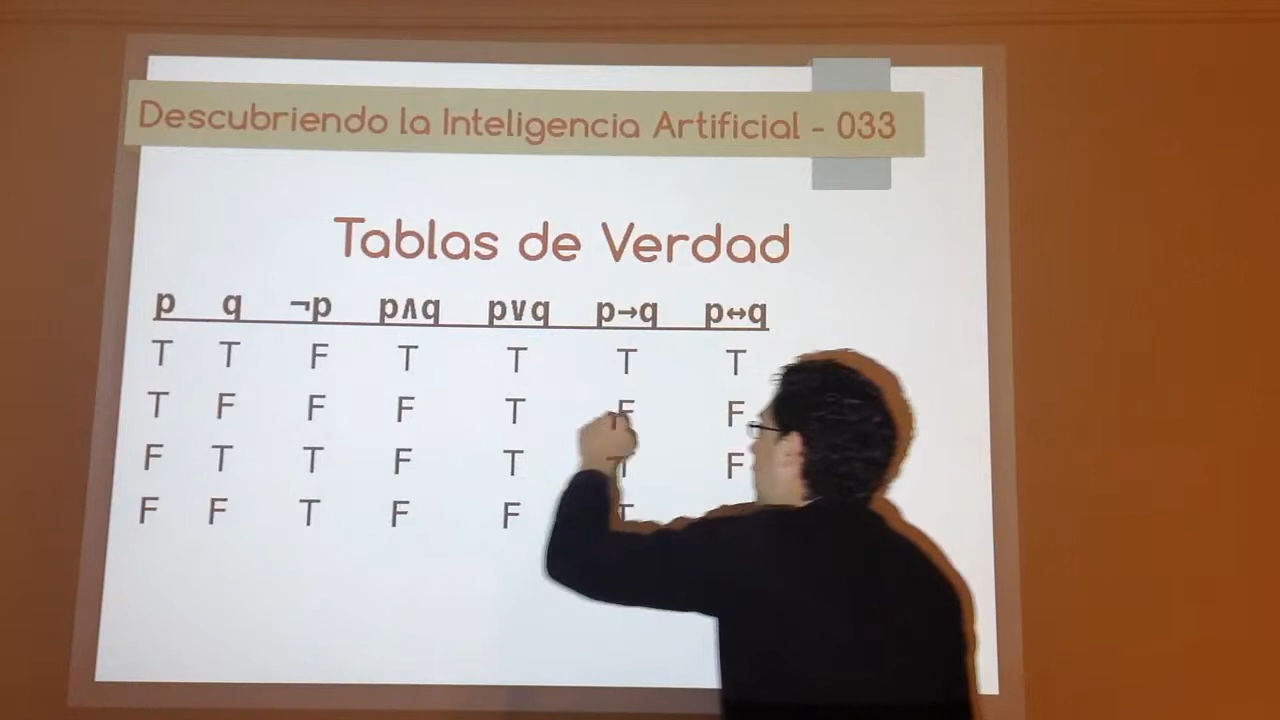 Descubriendo la Inteligencia Artificial - 033
Tablas de Verdad
p q ¬p p∧q p∨q p→q p↔q
T T F T T T T
T F F F T F F
F T T F T T F
F F T F F T